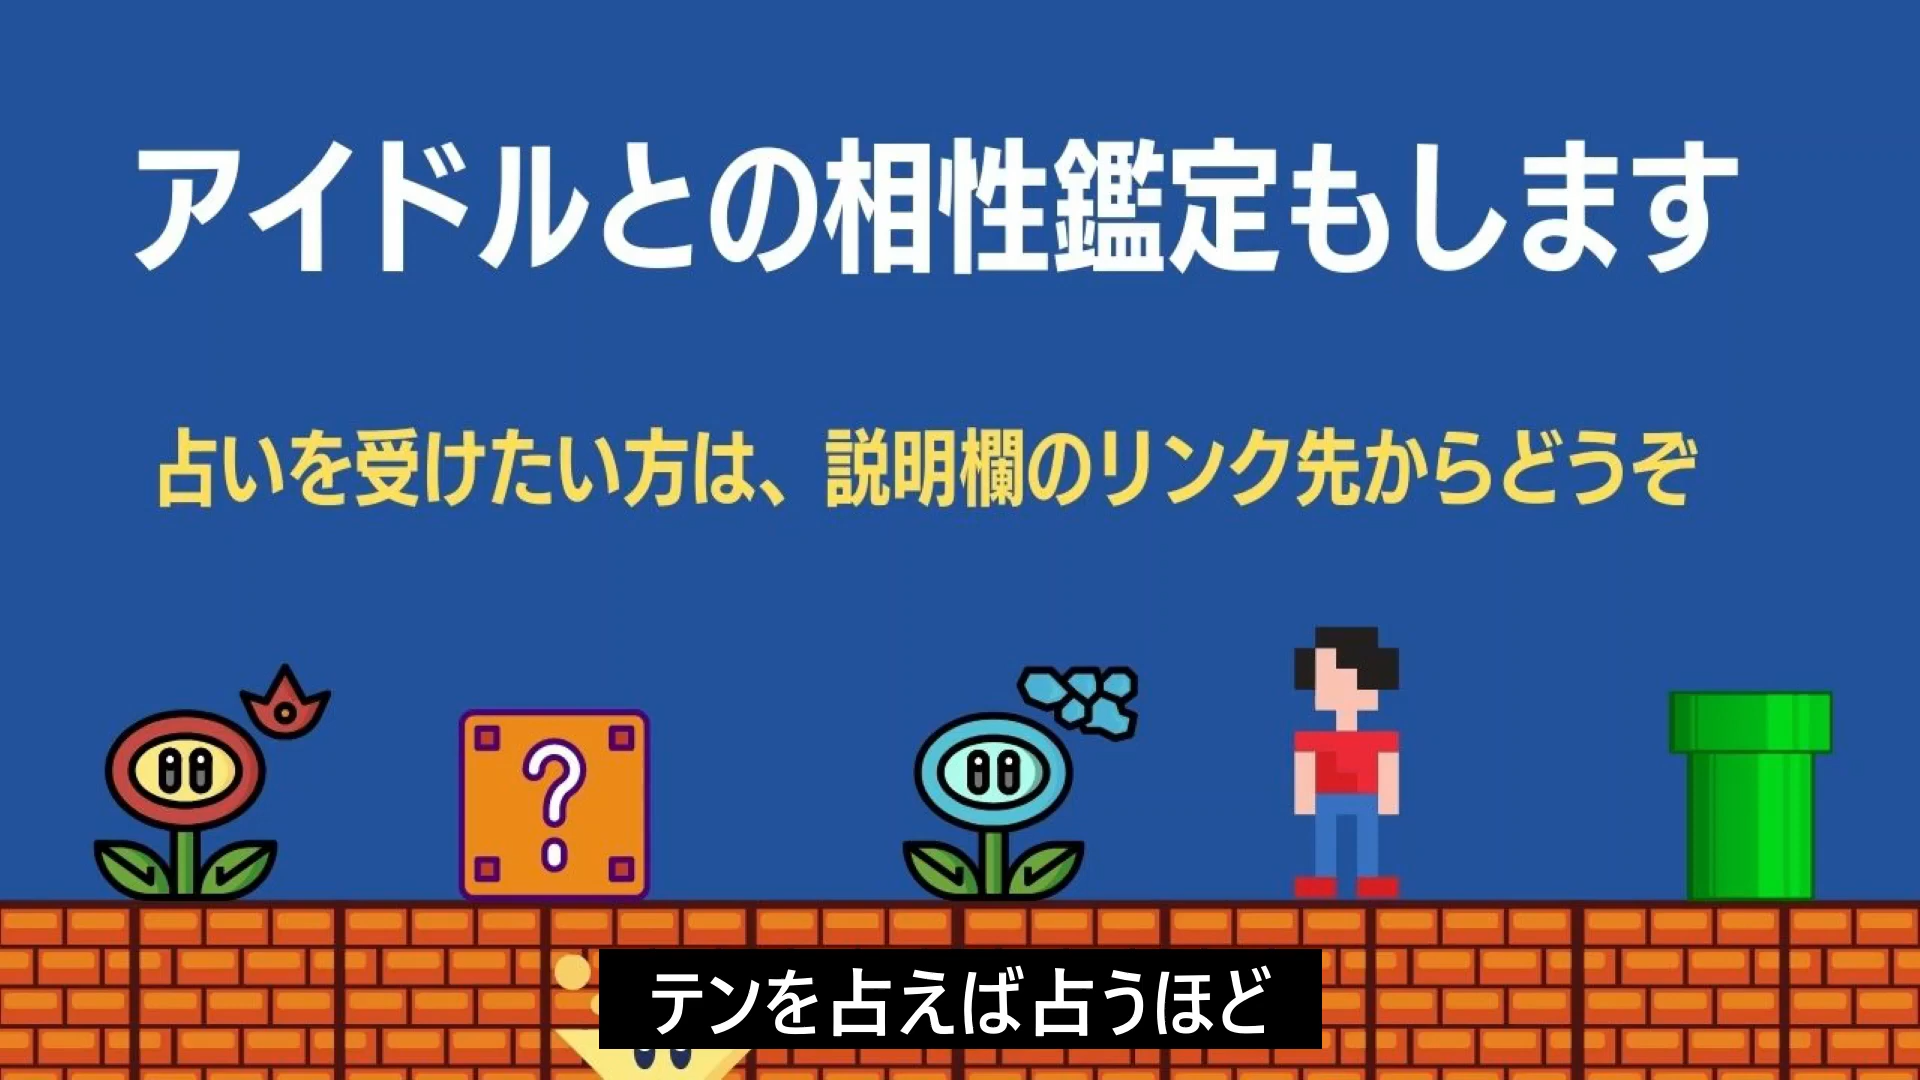 アイドルとの相性鑑定もします
占いを受けたい方は、説明欄のリンク先からどうぞ
?
テンを占えば占うほど